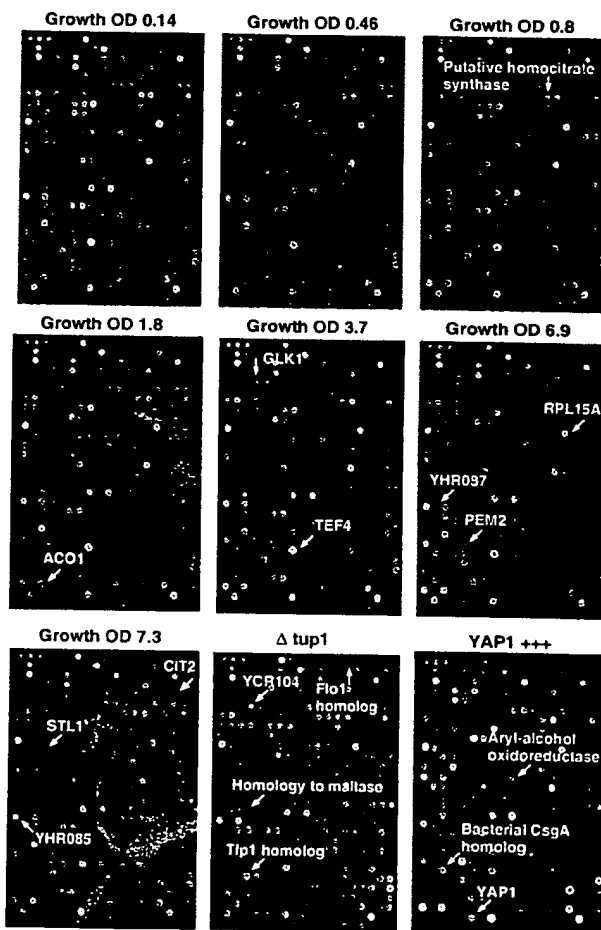 Growth OD 0.14
Growth OD 0.46
Growth OD 0.8
Putative homocitrate
synthase
Growth OD 1.8
Growth OD 3.7
Growth OD 6.9
GLK1
RPL15A
YHR087
PEM2
TEF4
ACO1
Growth OD 7.3
Δ tup1
YAP1 +++
CIT2
YCR104
Flo1
homolog
STL1
Aryl-alcohol
oxidoreductase
Homology to maltase
YHR085
Bacterial CsgA
homolog
Tip1 homolog
YAP1